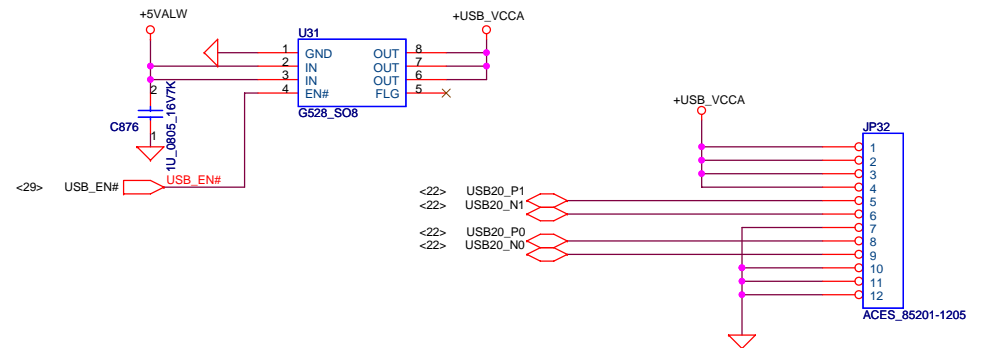 +5VALW
+USB_VCCA
U31
1 GND OUT 8
2 IN OUT 7
3 IN OUT 6
4 EN# FLG 5
G528_SO8
2
C876
1
1U_0805_16V7K
<29> USB_EN# USB_EN#
+USB_VCCA
JP32
1
2
3
4
<22> USB20_P1 5
<22> USB20_N1 6
7
<22> USB20_P0 8
<22> USB20_N0 9
10
11
12
ACES_85201-1205